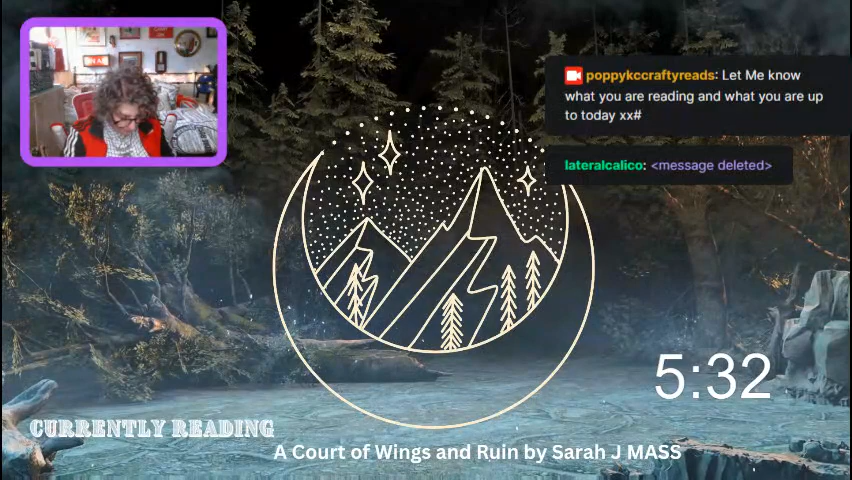 poppykccraftyreads: Let Me know
what you are reading and what you are up
to today xx#
lateralcalico: <message deleted>
5:32
CURRENTLY READING
A Court of Wings and Ruin by Sarah J MASS